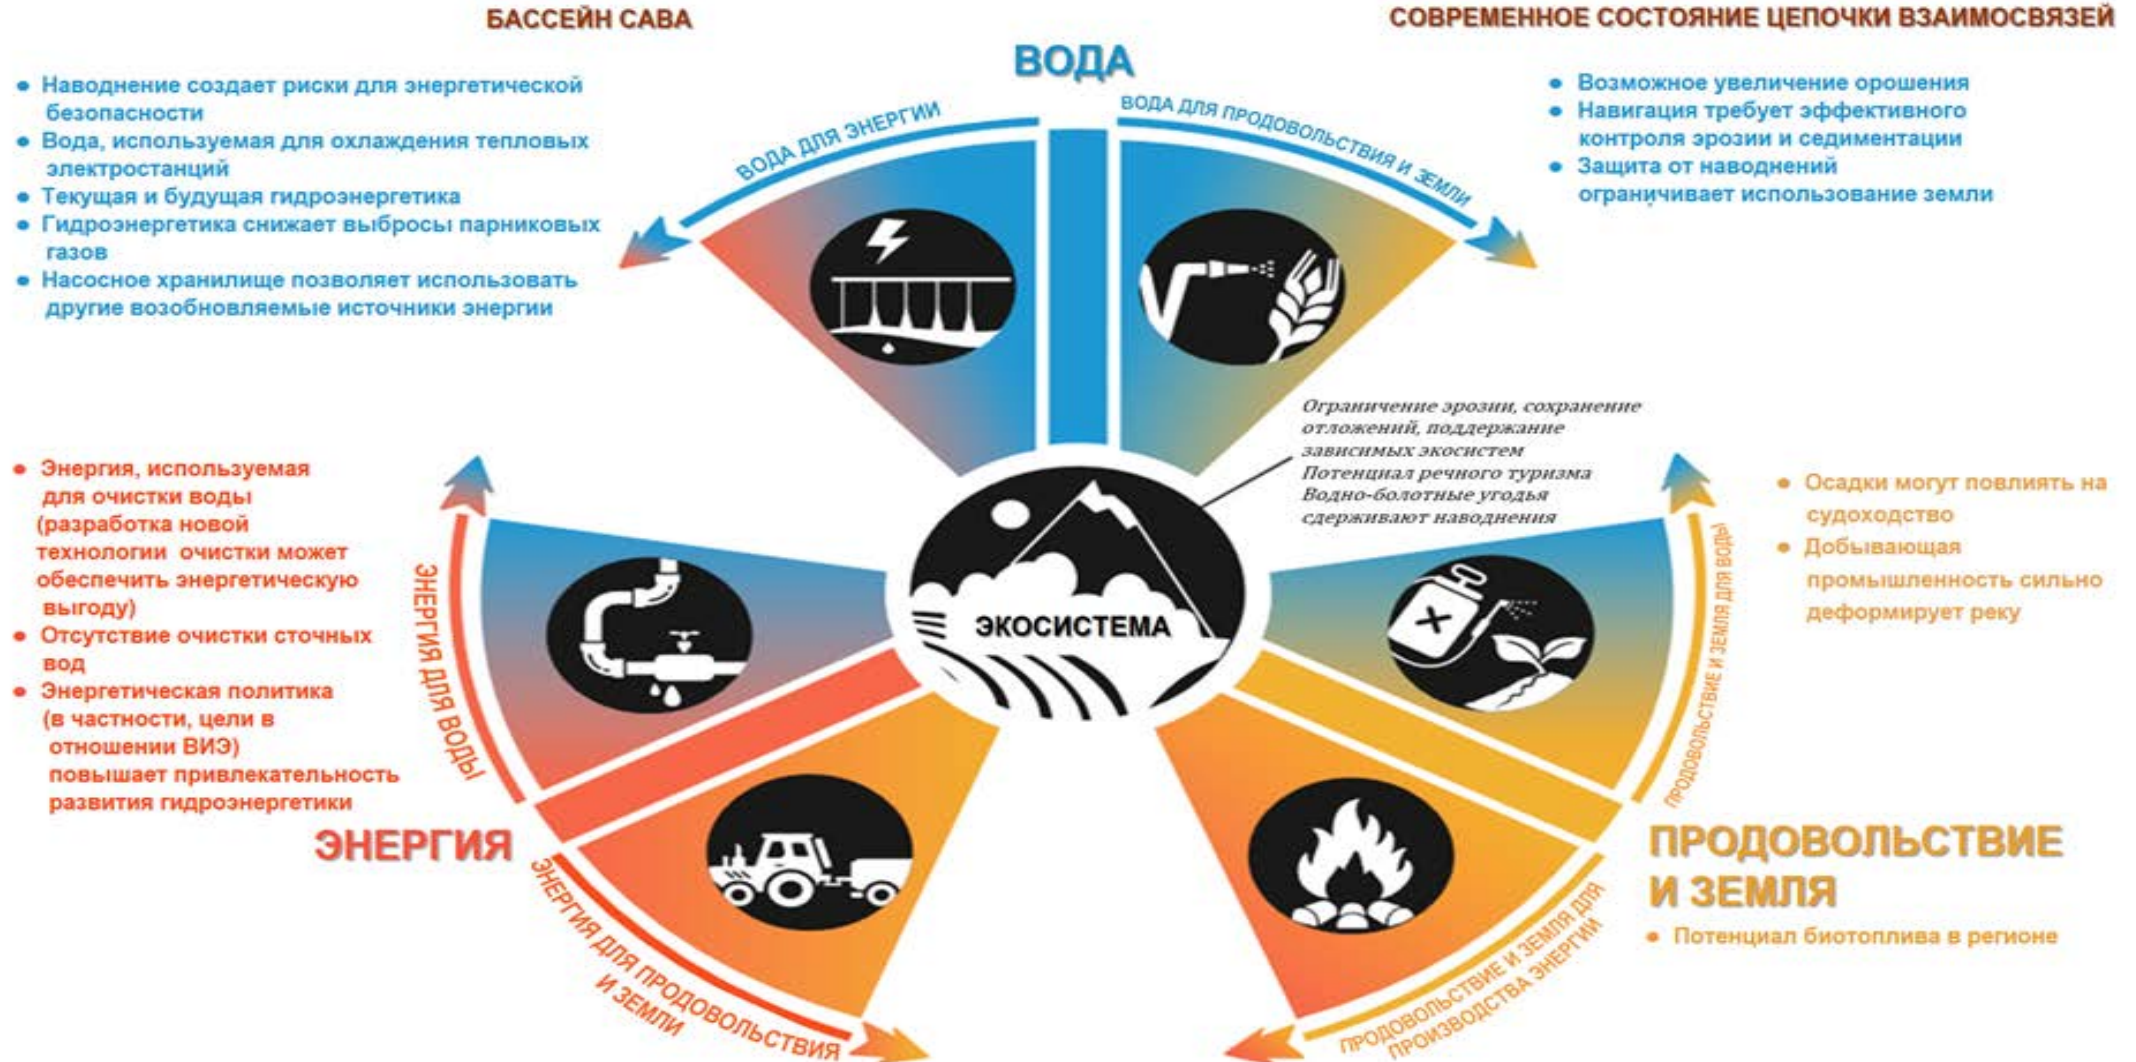 БАССЕЙН САВА
СОВРЕМЕННОЕ СОСТОЯНИЕ ЦЕПОЧКИ ВЗАИМОСВЯЗЕЙ
ВОДА
● Наводнение создает риски для энергетической
безопасности
● Вода, используемая для охлаждения тепловых
электростанций
● Текущая и будущая гидроэнергетика
● Гидроэнергетика снижает выбросы парниковых
газов
● Насосное хранилище позволяет использовать
другие возобновляемые источники энергии
ВОДА ДЛЯ ЭНЕРГИИ
ВОДА ДЛЯ ПРОДОВОЛЬСТВИЯ И ЗЕМЛИ
● Возможное увеличение орошения
● Навигация требует эффективного
контроля эрозии и седиментации
● Защита от наводнений
ограничивает использование земли
Ограничение эрозии, сохранение
отложений, поддержание
зависимых экосистем
Потенциал речного туризма
Водно-болотные угодья
сдерживают наводнения
● Энергия, используемая
для очистки воды
(разработка новой
технологии очистки может
обеспечить энергетическую
выгоду)
● Отсутствие очистки сточных
вод
● Энергетическая политика
(в частности, цели в
отношении ВИЭ)
повышает привлекательность
развития гидроэнергетики
ЭНЕРГИЯ ДЛЯ ВОДЫ
ЭКОСИСТЕМА
ПРОДОВОЛЬСТВИЕ И ЗЕМЛЯ ДЛЯ ВОДЫ
● Осадки могут повлиять на
судоходство
● Добывающая
промышленность сильно
деформирует реку
ЭНЕРГИЯ
ЭНЕРГИЯ ДЛЯ ПРОДОВОЛЬСТВИЯ
И ЗЕМЛИ
ПРОДОВОЛЬСТВИЕ И ЗЕМЛЯ ДЛЯ
ПРОИЗВОДСТВА ЭНЕРГИИ
ПРОДОВОЛЬСТВИЕ
И ЗЕМЛЯ
● Потенциал биотоплива в регионе